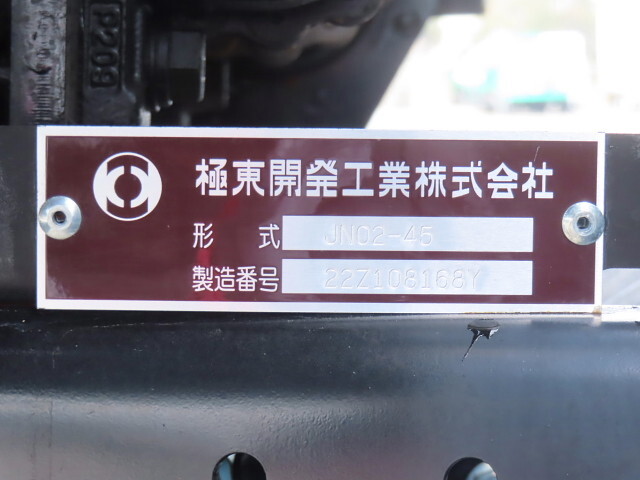 極東開発工業株式会社
形 式 JN02-45
製造番号 22Z108168Y